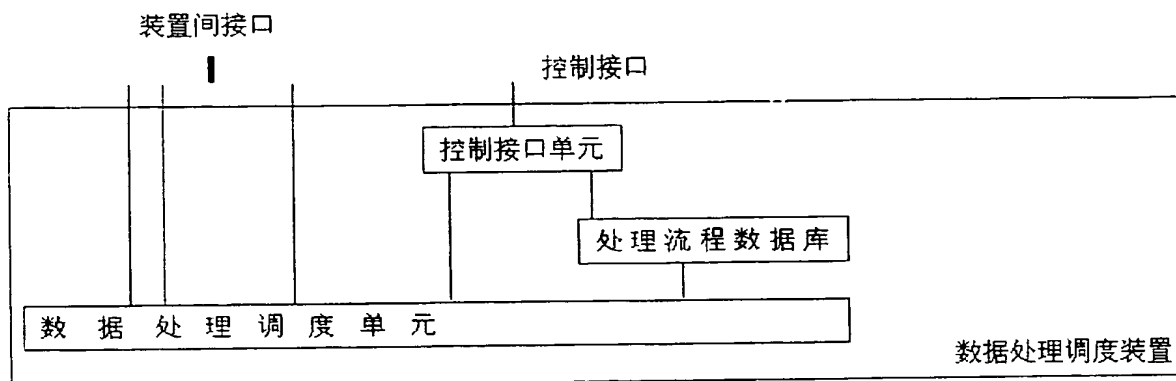 装置间接口
控制接口
控制接口单元
处理流程数据库
数据处理调度单元
数据处理调度装置